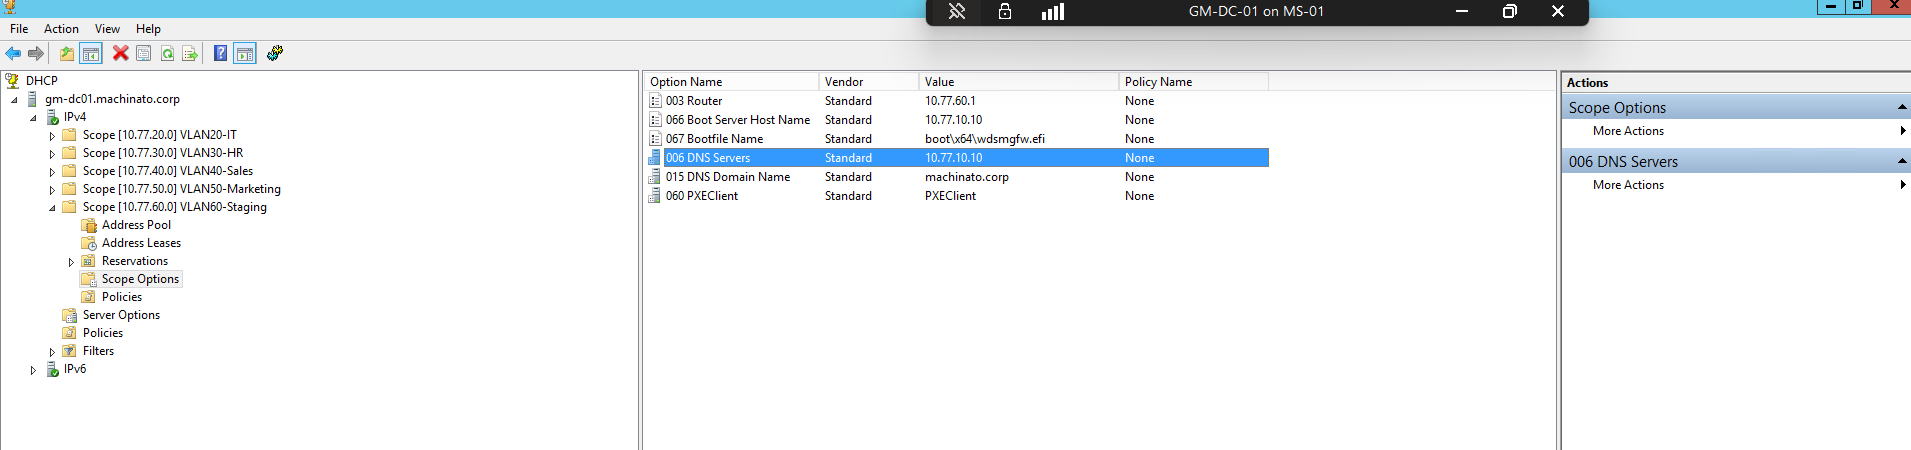 GM-DC-01 on MS-01
File Action View Help
DHCP
gm-dc01.machinato.corp
IPv4
Scope [10.77.20.0] VLAN20-IT
Scope [10.77.30.0] VLAN30-HR
Scope [10.77.40.0] VLAN40-Sales
Scope [10.77.50.0] VLAN50-Marketing
Scope [10.77.60.0] VLAN60-Staging
Address Pool
Address Leases
Reservations
Scope Options
Policies
Server Options
Policies
Filters
IPv6
Option Name Vendor Value Policy Name
003 Router Standard 10.77.60.1 None
066 Boot Server Host Name Standard 10.77.10.10 None
067 Bootfile Name Standard boot\x64\wdsmgfw.efi None
006 DNS Servers Standard 10.77.10.10 None
015 DNS Domain Name Standard machinato.corp None
060 PXEClient Standard PXEClient None
Actions
Scope Options
More Actions
006 DNS Servers
More Actions